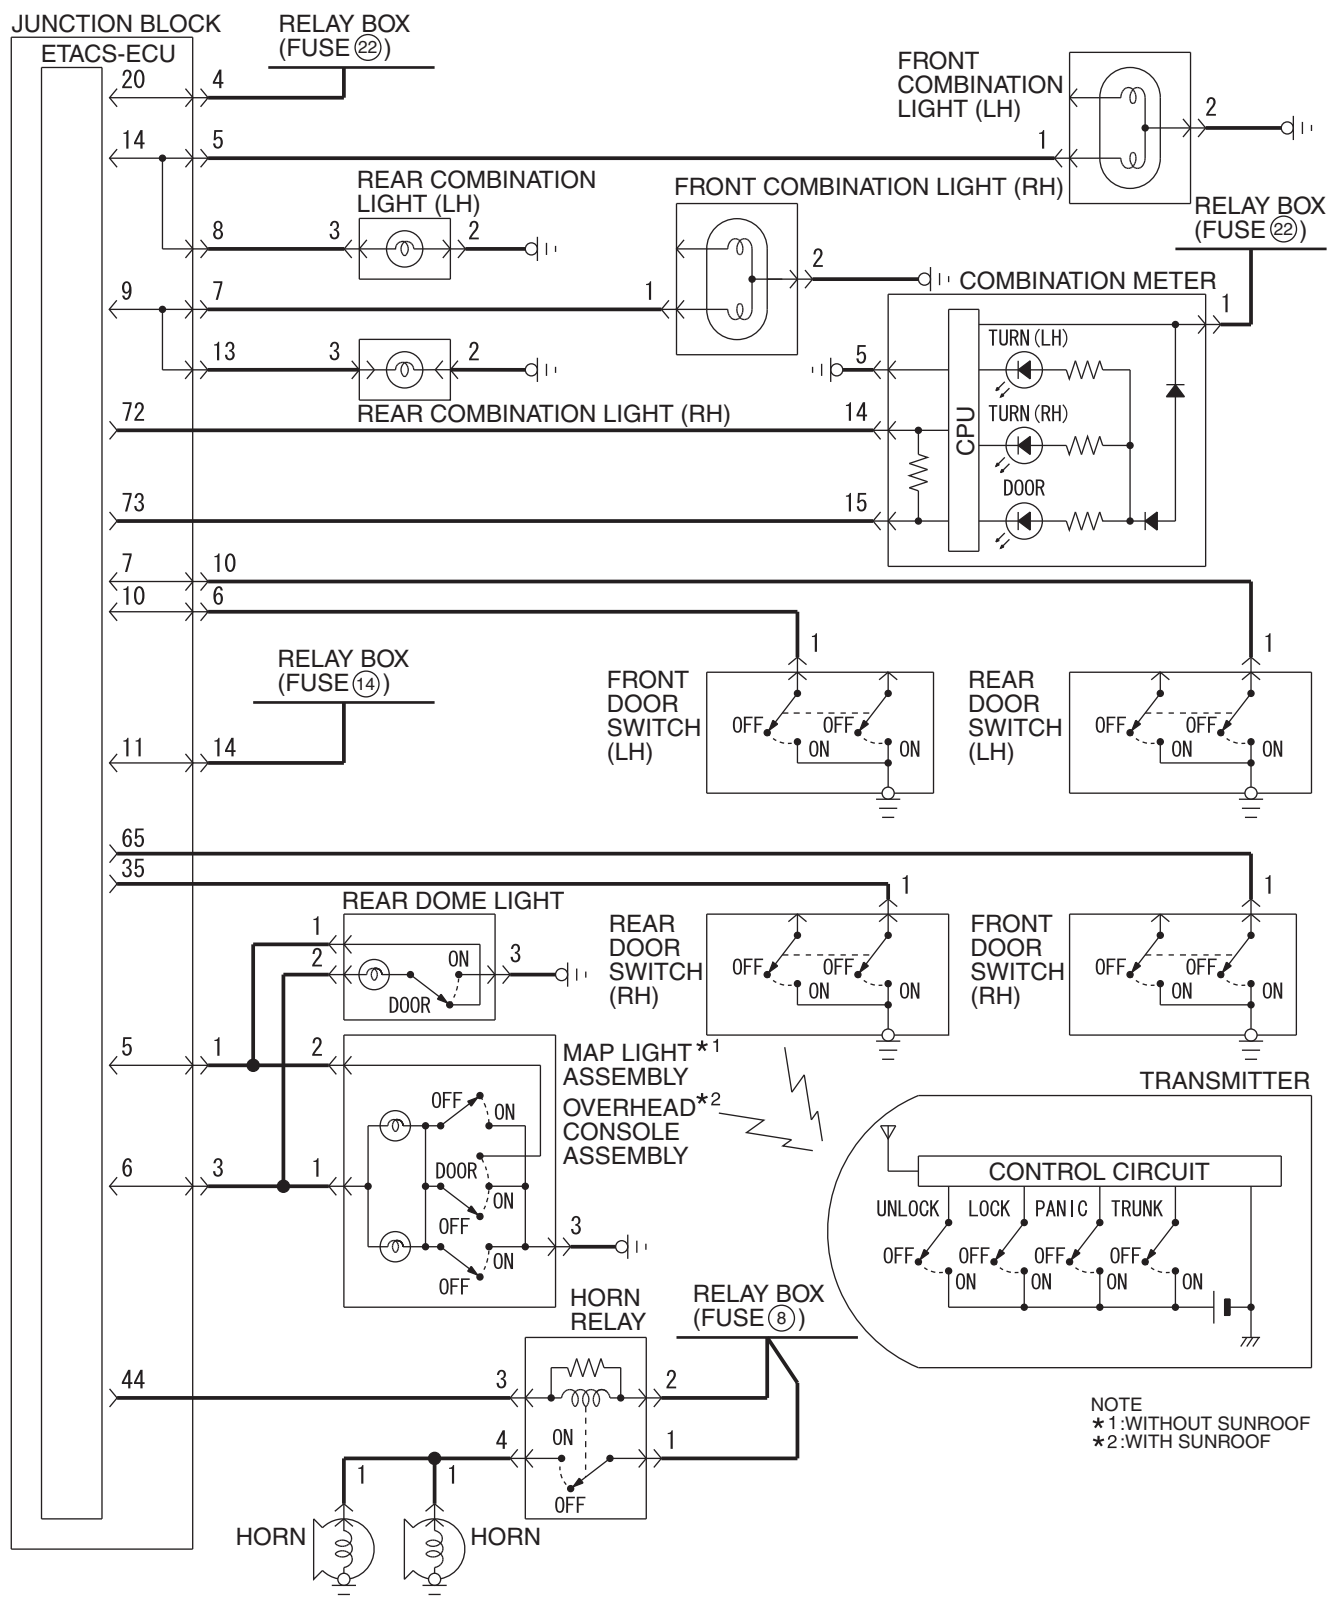 JUNCTION BLOCK
ETACS-ECU
RELAY BOX
(FUSE 22)
20
4
14
5
1
FRONT
COMBINATION
LIGHT (LH)
2
REAR COMBINATION
LIGHT (LH)
8
3
2
FRONT COMBINATION LIGHT (RH)
RELAY BOX
(FUSE 22)
2
9
7
1
COMBINATION METER
1
13
3
2
REAR COMBINATION LIGHT (RH)
5
TURN (LH)
72
14
TURN (RH)
CPU
73
15
DOOR
7
10
10
6
1
1
RELAY BOX
(FUSE 14)
FRONT
DOOR
SWITCH
(LH)
OFF
OFF
ON
ON
REAR
DOOR
SWITCH
(LH)
OFF
OFF
ON
ON
11
14
65
35
1
1
REAR DOME LIGHT
1
2
ON
DOOR
3
REAR
DOOR
SWITCH
(RH)
OFF
OFF
ON
ON
FRONT
DOOR
SWITCH
(RH)
OFF
OFF
ON
ON
5
1
2
MAP LIGHT *1
ASSEMBLY
OVERHEAD *2
CONSOLE
ASSEMBLY
OFF
ON
6
3
1
DOOR
ON
OFF
ON
OFF
3
TRANSMITTER
CONTROL CIRCUIT
UNLOCK
LOCK
PANIC
TRUNK
OFF
OFF
OFF
OFF
ON
ON
ON
ON
HORN
RELAY
RELAY BOX
(FUSE 8)
44
3
2
4
ON
OFF
1
1
1
HORN
HORN
NOTE
*1:WITHOUT SUNROOF
*2:WITH SUNROOF